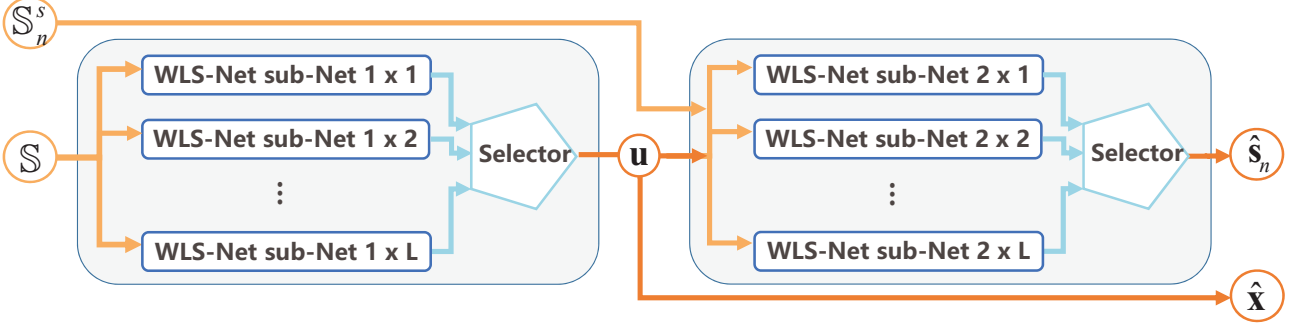 𝕊ₙˢ
WLS-Net sub-Net 1 x 1
WLS-Net sub-Net 1 x 2
⋮
WLS-Net sub-Net 1 x L
𝕊
Selector
u
WLS-Net sub-Net 2 x 1
WLS-Net sub-Net 2 x 2
⋮
WLS-Net sub-Net 2 x L
Selector
ŝₙ
x̂